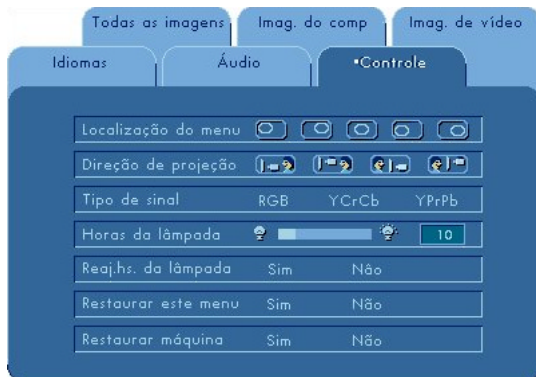 Todas as imagens Imag. do comp Imag. de vídeo
Idiomas Áudio •Controle
Localização do menu
Direção de projeção
Tipo de sinal RGB YCrCb YPrPb
Horas da lâmpada 10
Reaj.hs. da lâmpada Sim Não
Restaurar este menu Sim Não
Restaurar máquina Sim Não